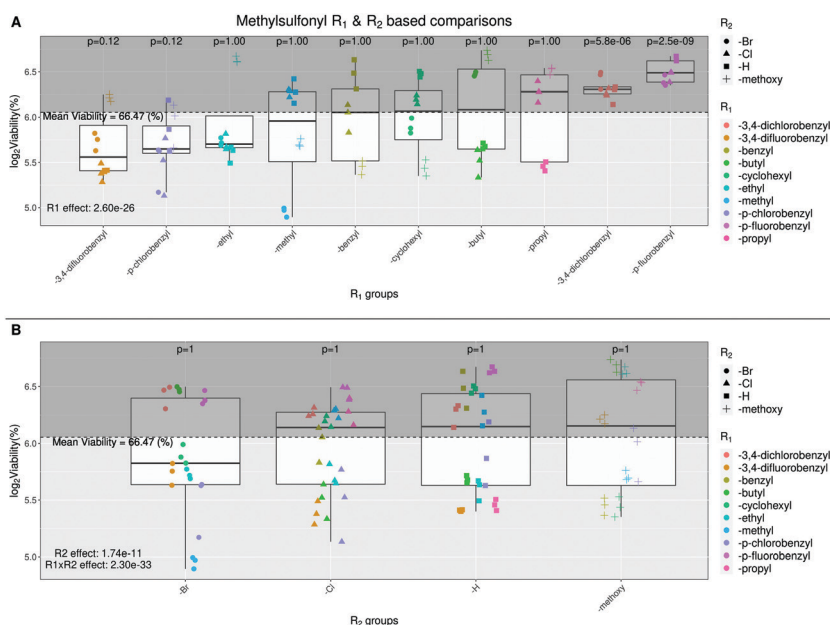 A
Methylsulfonyl R1 & R2 based comparisons
p=0.12 p=0.12 p=1.00 p=1.00 p=1.00 p=1.00 p=1.00 p=1.00 p=5.8e-06 p=2.5e-09
6.5
6.0
5.5
5.0
log2Viability(%)
Mean Viability = 66.47 (%)
R1 effect: 2.60e-26
-3,4-difluorobenzyl
-p-chlorobenzyl
-ethyl
-methyl
-benzyl
-cyclohexyl
-butyl
-propyl
-3,4-dichlorobenzyl
-p-fluorobenzyl
R1 groups
R2
-Br
-Cl
-H
-methoxy
R1
-3,4-dichlorobenzyl
-3,4-difluorobenzyl
-benzyl
-butyl
-cyclohexyl
-ethyl
-methyl
-p-chlorobenzyl
-p-fluorobenzyl
-propyl
B
p=1 p=1 p=1 p=1
6.5
6.0
5.5
5.0
log2Viability(%)
Mean Viability = 66.47 (%)
R2 effect: 1.74e-11
R1xR2 effect: 2.30e-33
-Br
-Cl
-H
-methoxy
R2 groups
R2
-Br
-Cl
-H
-methoxy
R1
-3,4-dichlorobenzyl
-3,4-difluorobenzyl
-benzyl
-butyl
-cyclohexyl
-ethyl
-methyl
-p-chlorobenzyl
-p-fluorobenzyl
-propyl